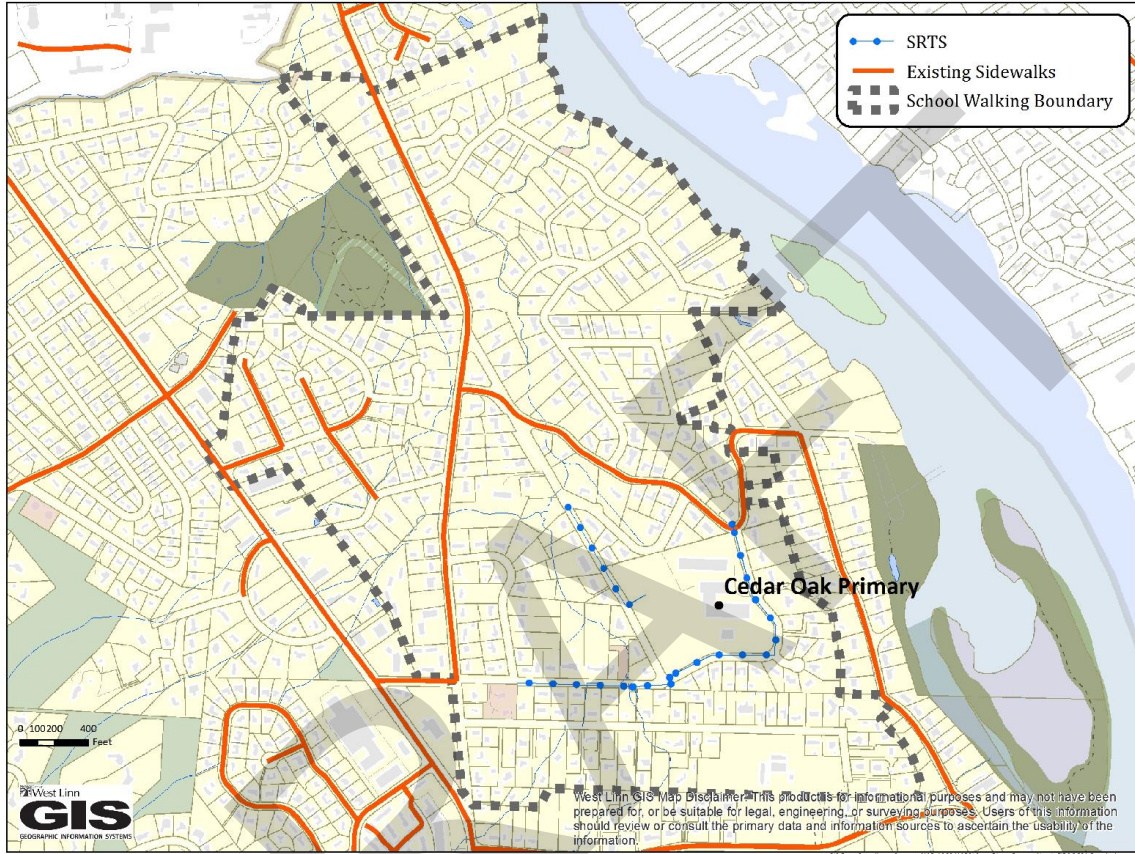 SRTS
Existing Sidewalks
School Walking Boundary
Cedar Oak Primary
0 100 200 400
Feet
West Linn
GIS
GEOGRAPHIC INFORMATION SYSTEMS
West Linn GIS Map Disclaimer: This product is for informational purposes and may not have been
prepared for, or be suitable for legal, engineering, or surveying purposes. Users of this information
should review or consult the primary data and information sources to ascertain the usability of the
information.
DRAFT